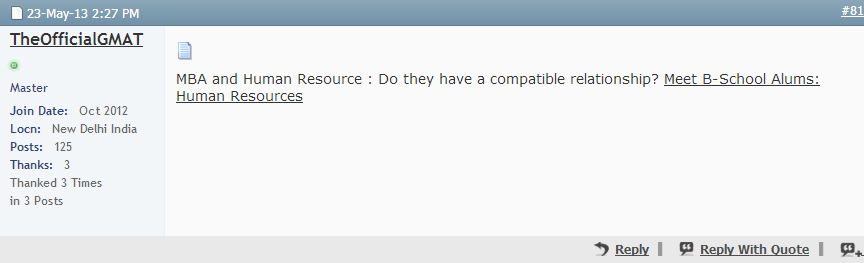 23-May-13 2:27 PM
#81
TheOfficialGMAT
Master
Join Date: Oct 2012
Locn: New Delhi India
Posts: 125
Thanks: 3
Thanked 3 Times
in 3 Posts
MBA and Human Resource : Do they have a compatible relationship? Meet B-School Alums:
Human Resources
Reply
Reply With Quote